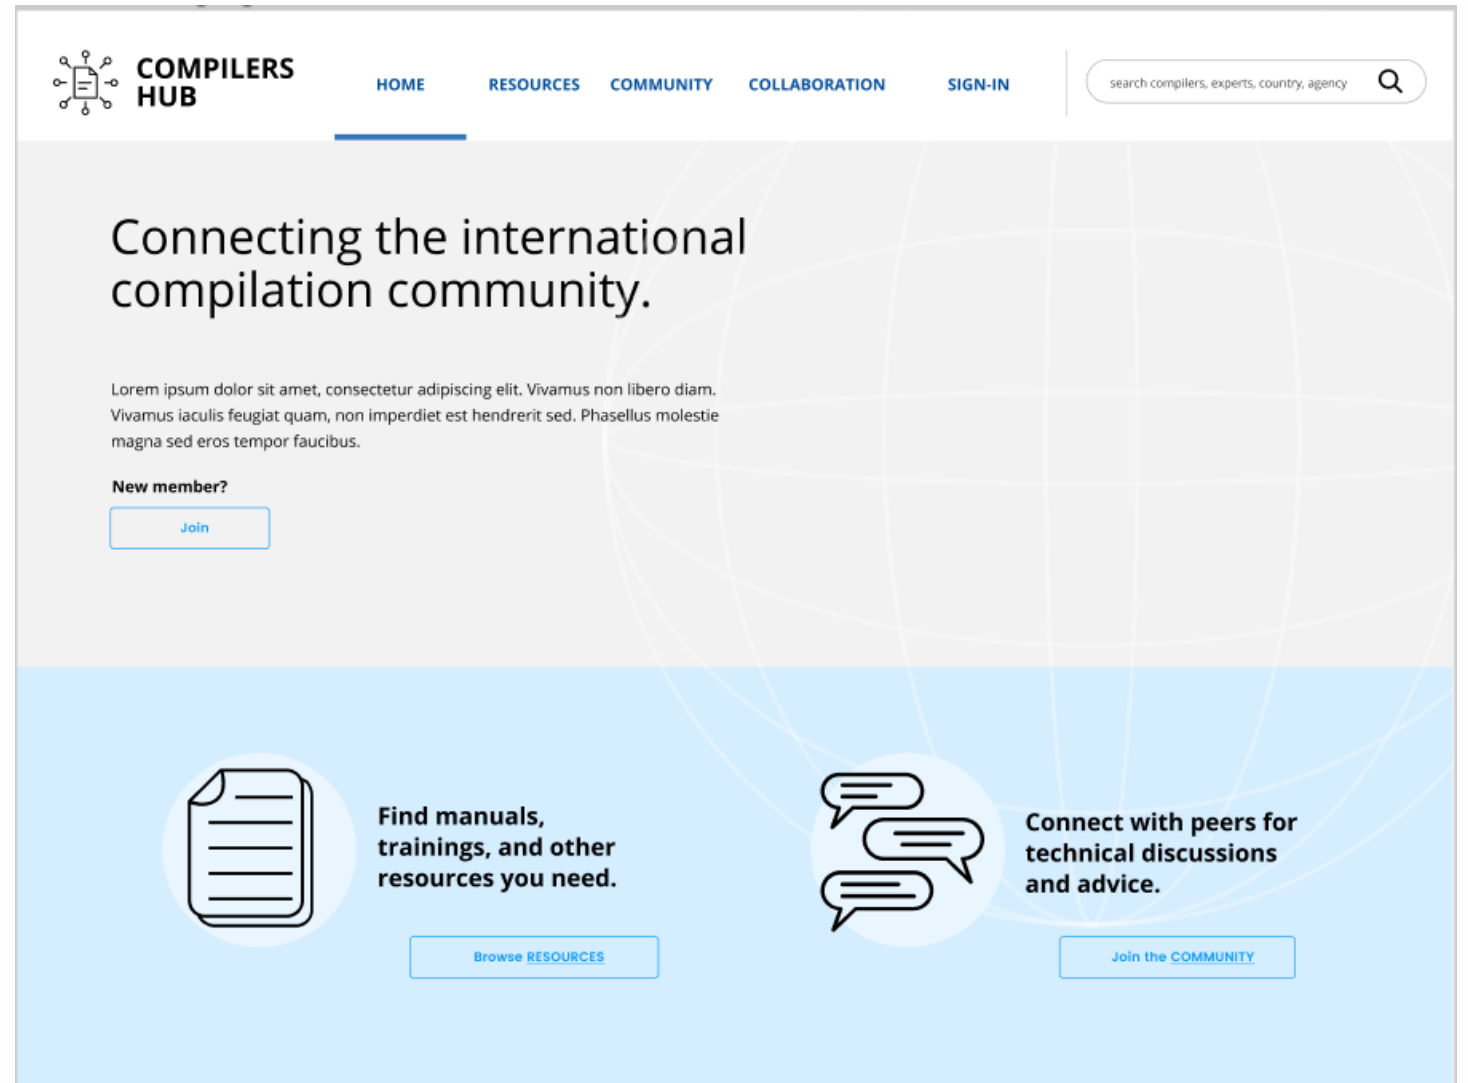 COMPILERS
HUB
HOME
RESOURCES
COMMUNITY
COLLABORATION
SIGN-IN
search compilers, experts, country, agency
Connecting the international
compilation community.
Lorem ipsum dolor sit amet, consectetur adipiscing elit. Vivamus non libero diam.
Vivamus iaculis feugiat quam, non imperdiet est hendrerit sed. Phasellus molestie
magna sed eros tempor faucibus.
New member?
Join
Find manuals,
trainings, and other
resources you need.
Browse RESOURCES
Connect with peers for
technical discussions
and advice.
Join the COMMUNITY